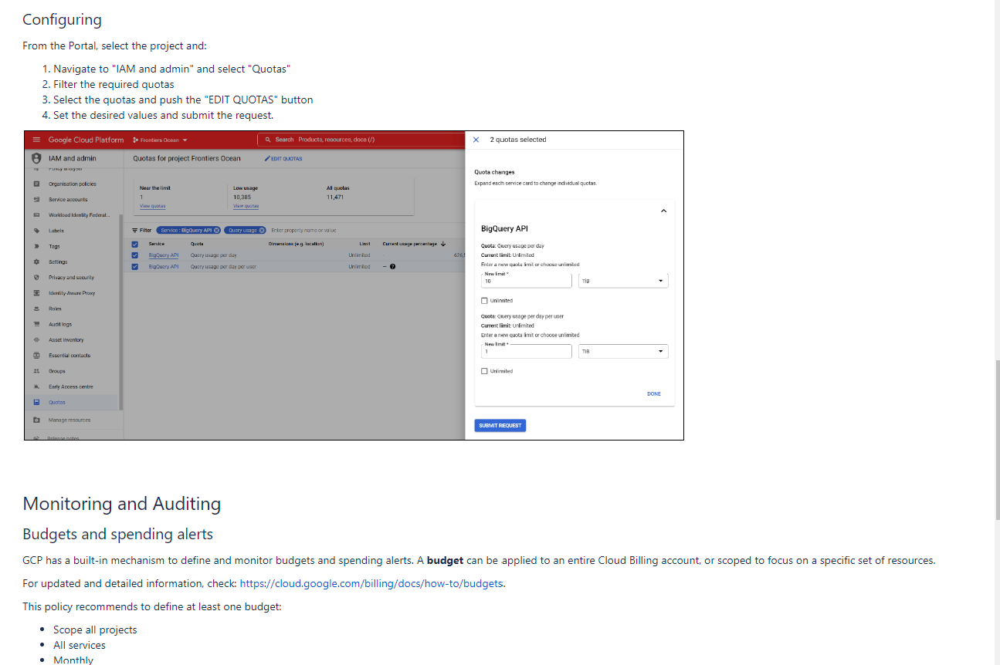 Configuring
From the Portal, select the project and:
1. Navigate to "IAM and admin" and select "Quotas"
2. Filter the required quotas
3. Select the quotas and push the "EDIT QUOTAS" button
4. Set the desired values and submit the request.
Google Cloud Platform Frontiers Ocean Search Products, resources, docs (/)
IAM and admin
Policy analyser
Organisation policies
Service accounts
Workload Identity Federat...
Labels
Tags
Settings
Privacy and security
Identity-Aware Proxy
Roles
Audit logs
Asset inventory
Essential contacts
Groups
Early Access centre
Quotas
Manage resources
Release notes
Quotas for project Frontiers Ocean EDIT QUOTAS
Near the limit Low usage All quotas
1 10,385 11,471
View quotas View quotas
Filter Service : BigQuery API Query usage Enter property name or value
Service Quota Dimensions (e.g. location) Limit Current usage percentage
BigQuery API Query usage per day Unlimited -
BigQuery API Query usage per day per user Unlimited –
2 quotas selected
Quota changes
Expand each service card to change individual quotas.
BigQuery API
Quota: Query usage per day
Current limit: Unlimited
Enter a new quota limit or choose unlimited
New limit *
10 TiB
Unlimited
Quota: Query usage per day per user
Current limit: Unlimited
Enter a new quota limit or choose unlimited
New limit *
1 TiB
Unlimited
DONE
SUBMIT REQUEST
Monitoring and Auditing
Budgets and spending alerts
GCP has a built-in mechanism to define and monitor budgets and spending alerts. A budget can be applied to an entire Cloud Billing account, or scoped to focus on a specific set of resources.
For updated and detailed information, check: https://cloud.google.com/billing/docs/how-to/budgets.
This policy recommends to define at least one budget:
• Scope all projects
• All services
• Monthly